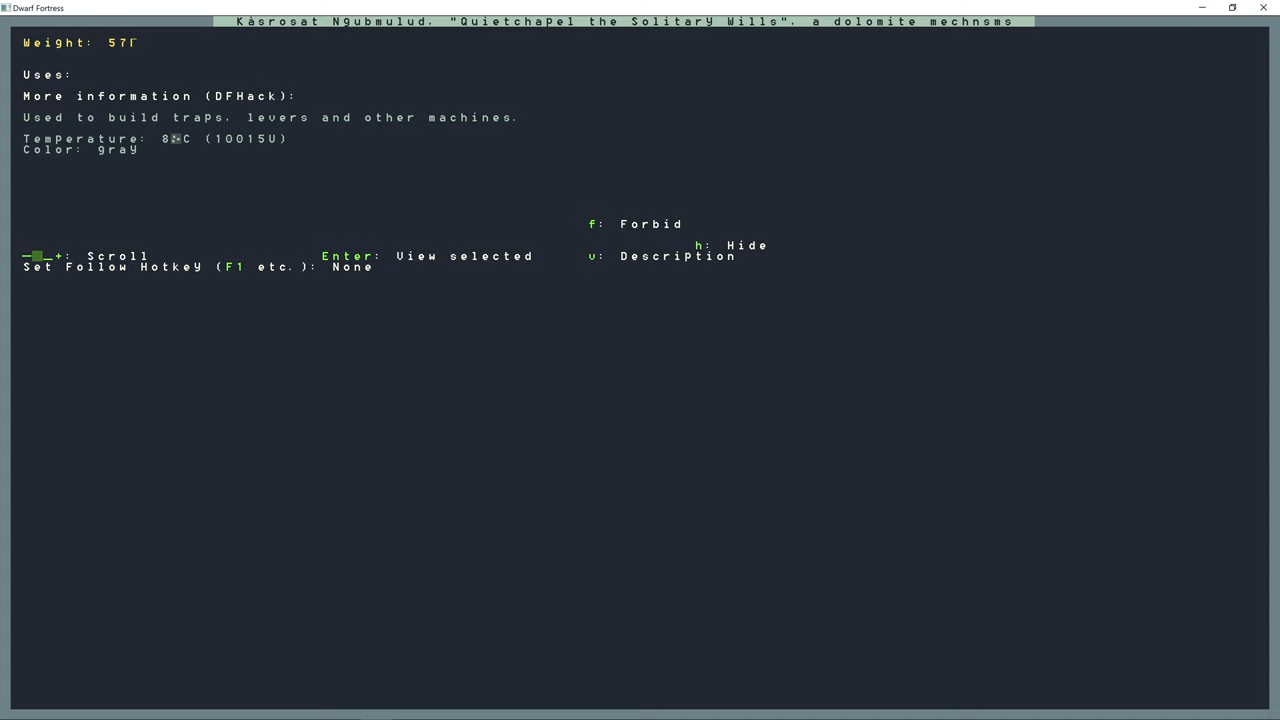 Dwarf Fortress
Kàsrosat Ngubmulud, "Quietchapel the Solitary Wills", a dolomite mechnsms
Weight: 57Γ
Uses:
More information (DFHack):
Used to build traps, levers and other machines.
Temperature: 8 C (10015U)
Color: gray
f: Forbid
h: Hide
+: Scroll Enter: View selected v: Description
Set Follow Hotkey (F1 etc.): None